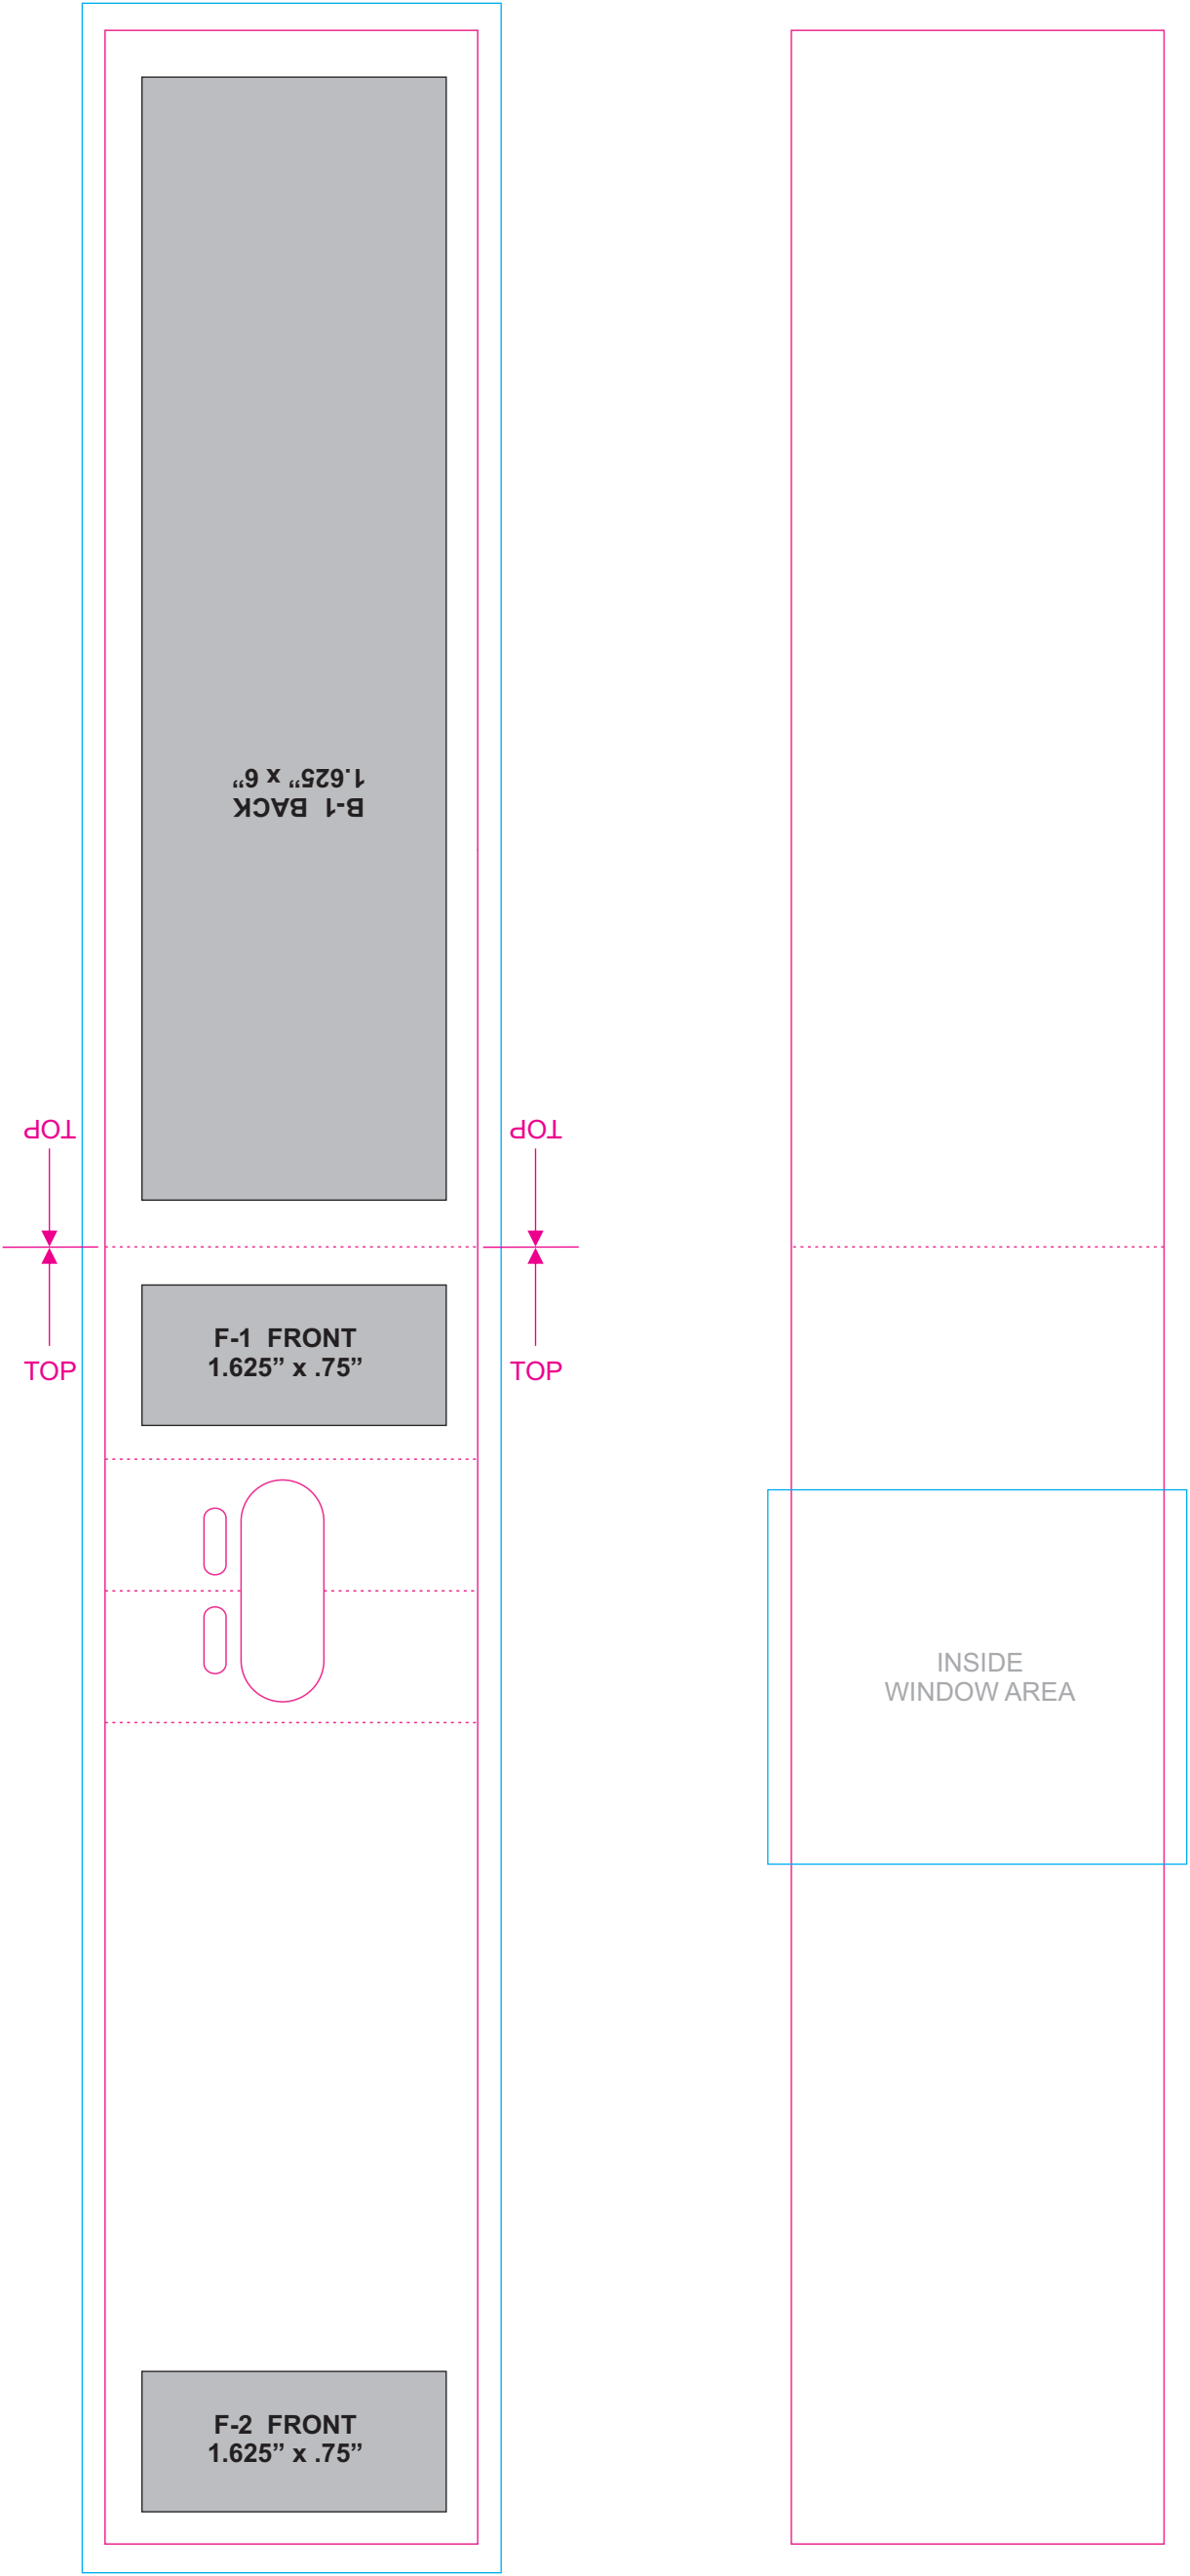 B-1 BACK
1.625” x 6”
TOP
TOP
F-1 FRONT
1.625” x .75”
TOP
TOP
INSIDE
WINDOW AREA
F-2 FRONT
1.625” x .75”